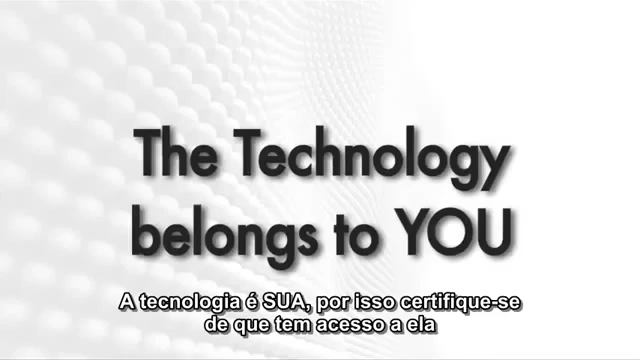 The Technology
belongs to YOU
A tecnologia é SUA, por isso certifique-se
de que tem acesso a ela